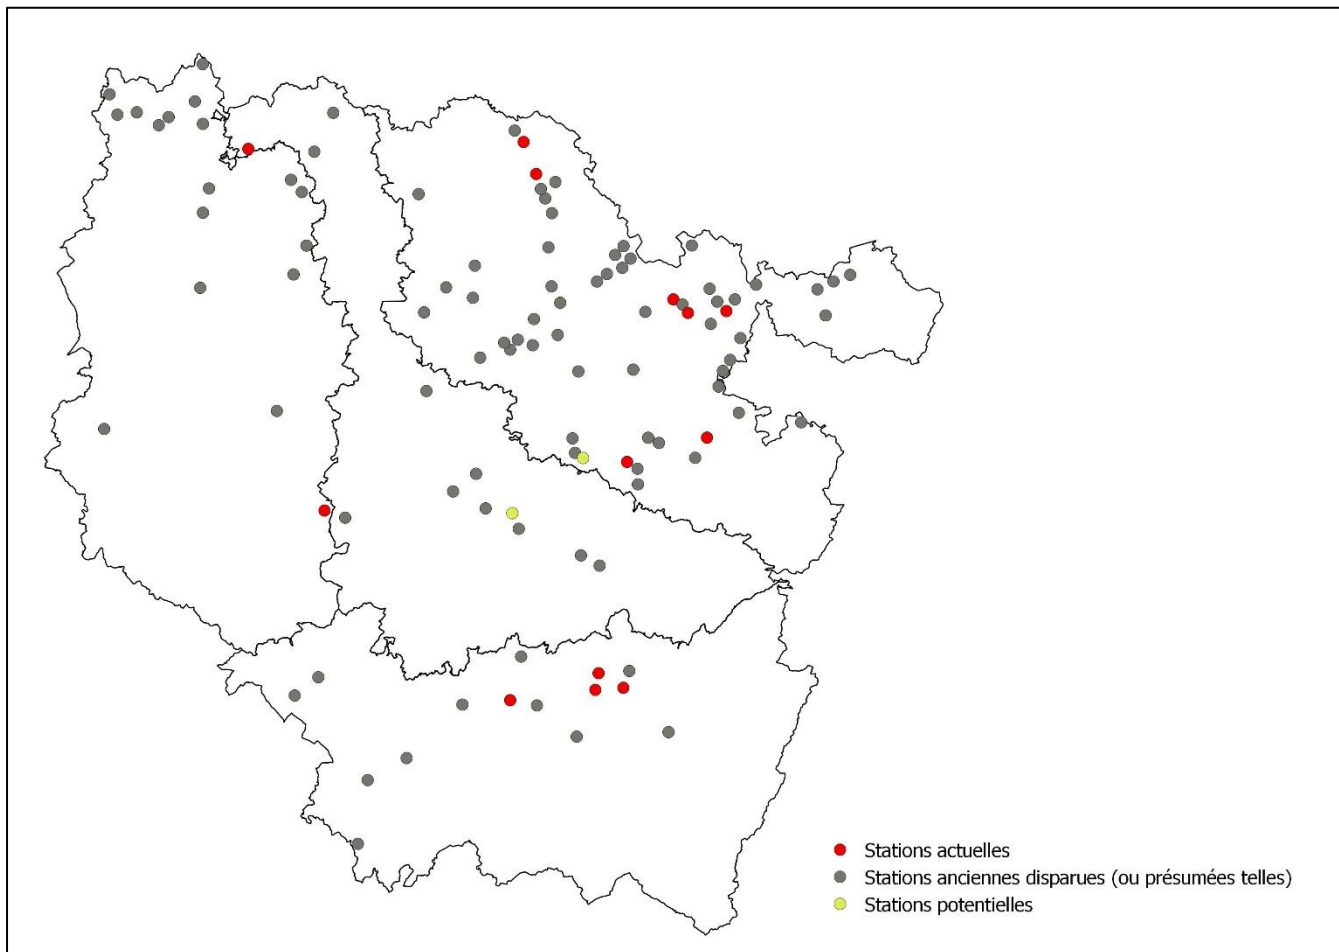 Stations actuelles
Stations anciennes disparues (ou présumées telles)
Stations potentielles